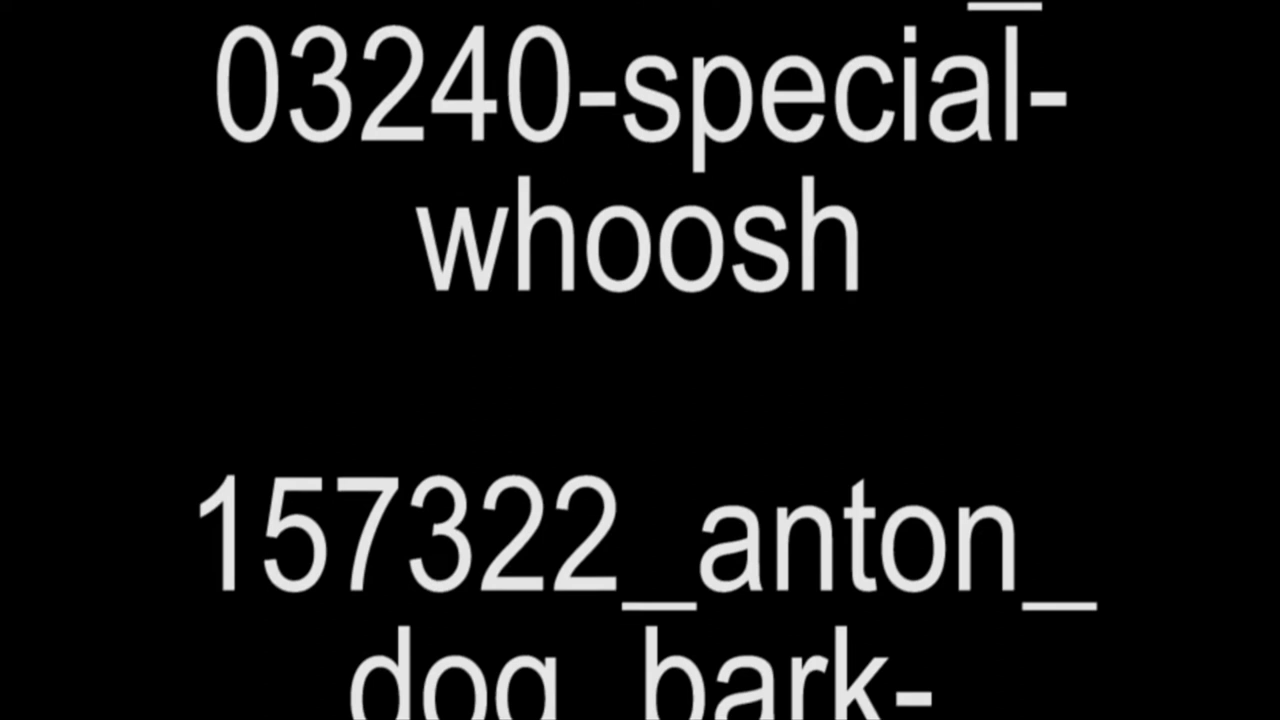 03240-special-
whoosh
157322_anton_
dog_bark-